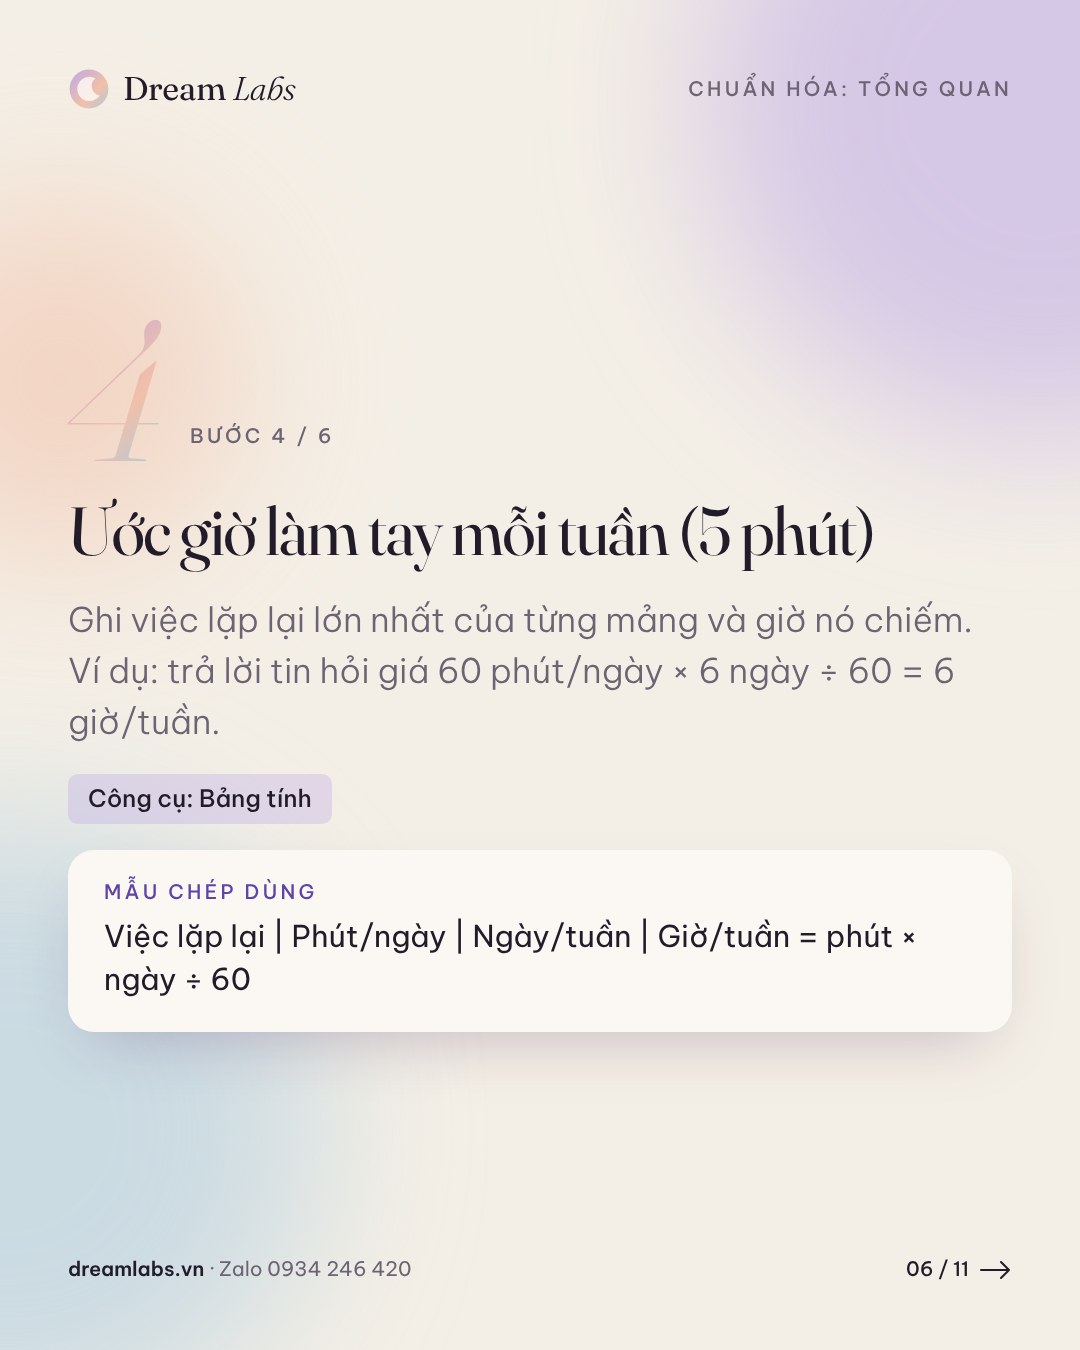 Dream Labs
CHUẨN HÓA: TỔNG QUAN
4
BƯỚC 4 / 6
Ước giờ làm tay mỗi tuần (5 phút)
Ghi việc lặp lại lớn nhất của từng mảng và giờ nó chiếm.
Ví dụ: trả lời tin hỏi giá 60 phút/ngày × 6 ngày ÷ 60 = 6
giờ/tuần.
Công cụ: Bảng tính
MẪU CHÉP DÙNG
Việc lặp lại | Phút/ngày | Ngày/tuần | Giờ/tuần = phút ×
ngày ÷ 60
dreamlabs.vn · Zalo 0934 246 420
06 / 11 →